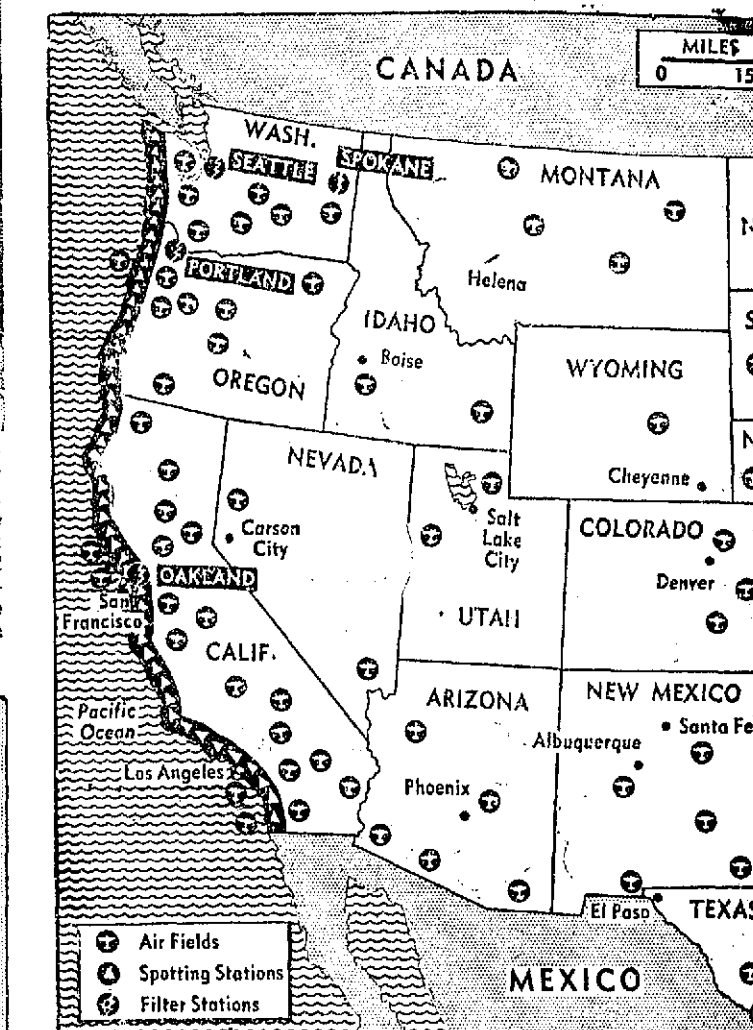 CANADA
MILES
0 15
WASH.
SEATTLE
SPOKANE
MONTANA
PORTLAND
Helena
IDAHO
Boise
OREGON
WYOMING
NEVADA
Cheyenne
Carson
City
Salt
Lake
City
COLORADO
Denver
OAKLAND
San
Francisco
UTAH
CALIF.
ARIZONA
NEW MEXICO
Pacific
Ocean
Santa Fe
Albuquerque
Los Angeles
Phoenix
El Paso
TEXAS
Air Fields
Spotting Stations
Filter Stations
MEXICO